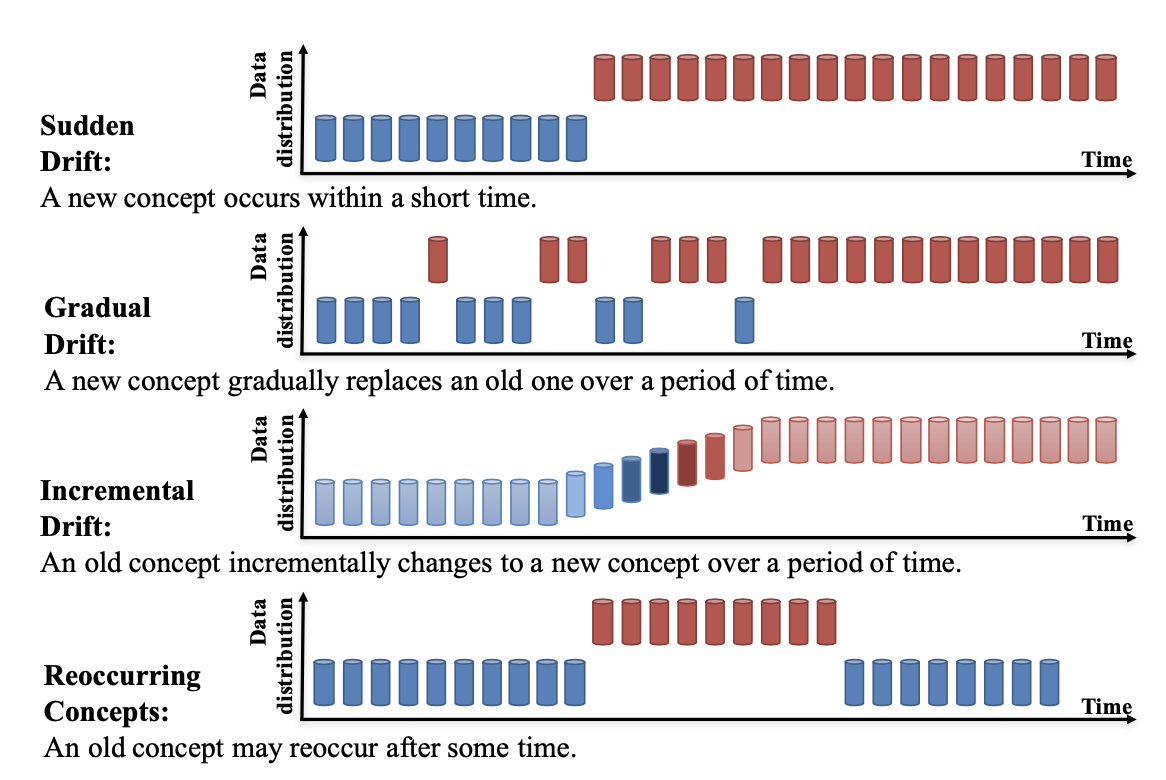 Data
distribution
Sudden
Drift:
Time
A new concept occurs within a short time.
Data
distribution
Gradual
Drift:
Time
A new concept gradually replaces an old one over a period of time.
Data
distribution
Incremental
Drift:
Time
An old concept incrementally changes to a new concept over a period of time.
Data
distribution
Reoccurring
Concepts:
Time
An old concept may reoccur after some time.